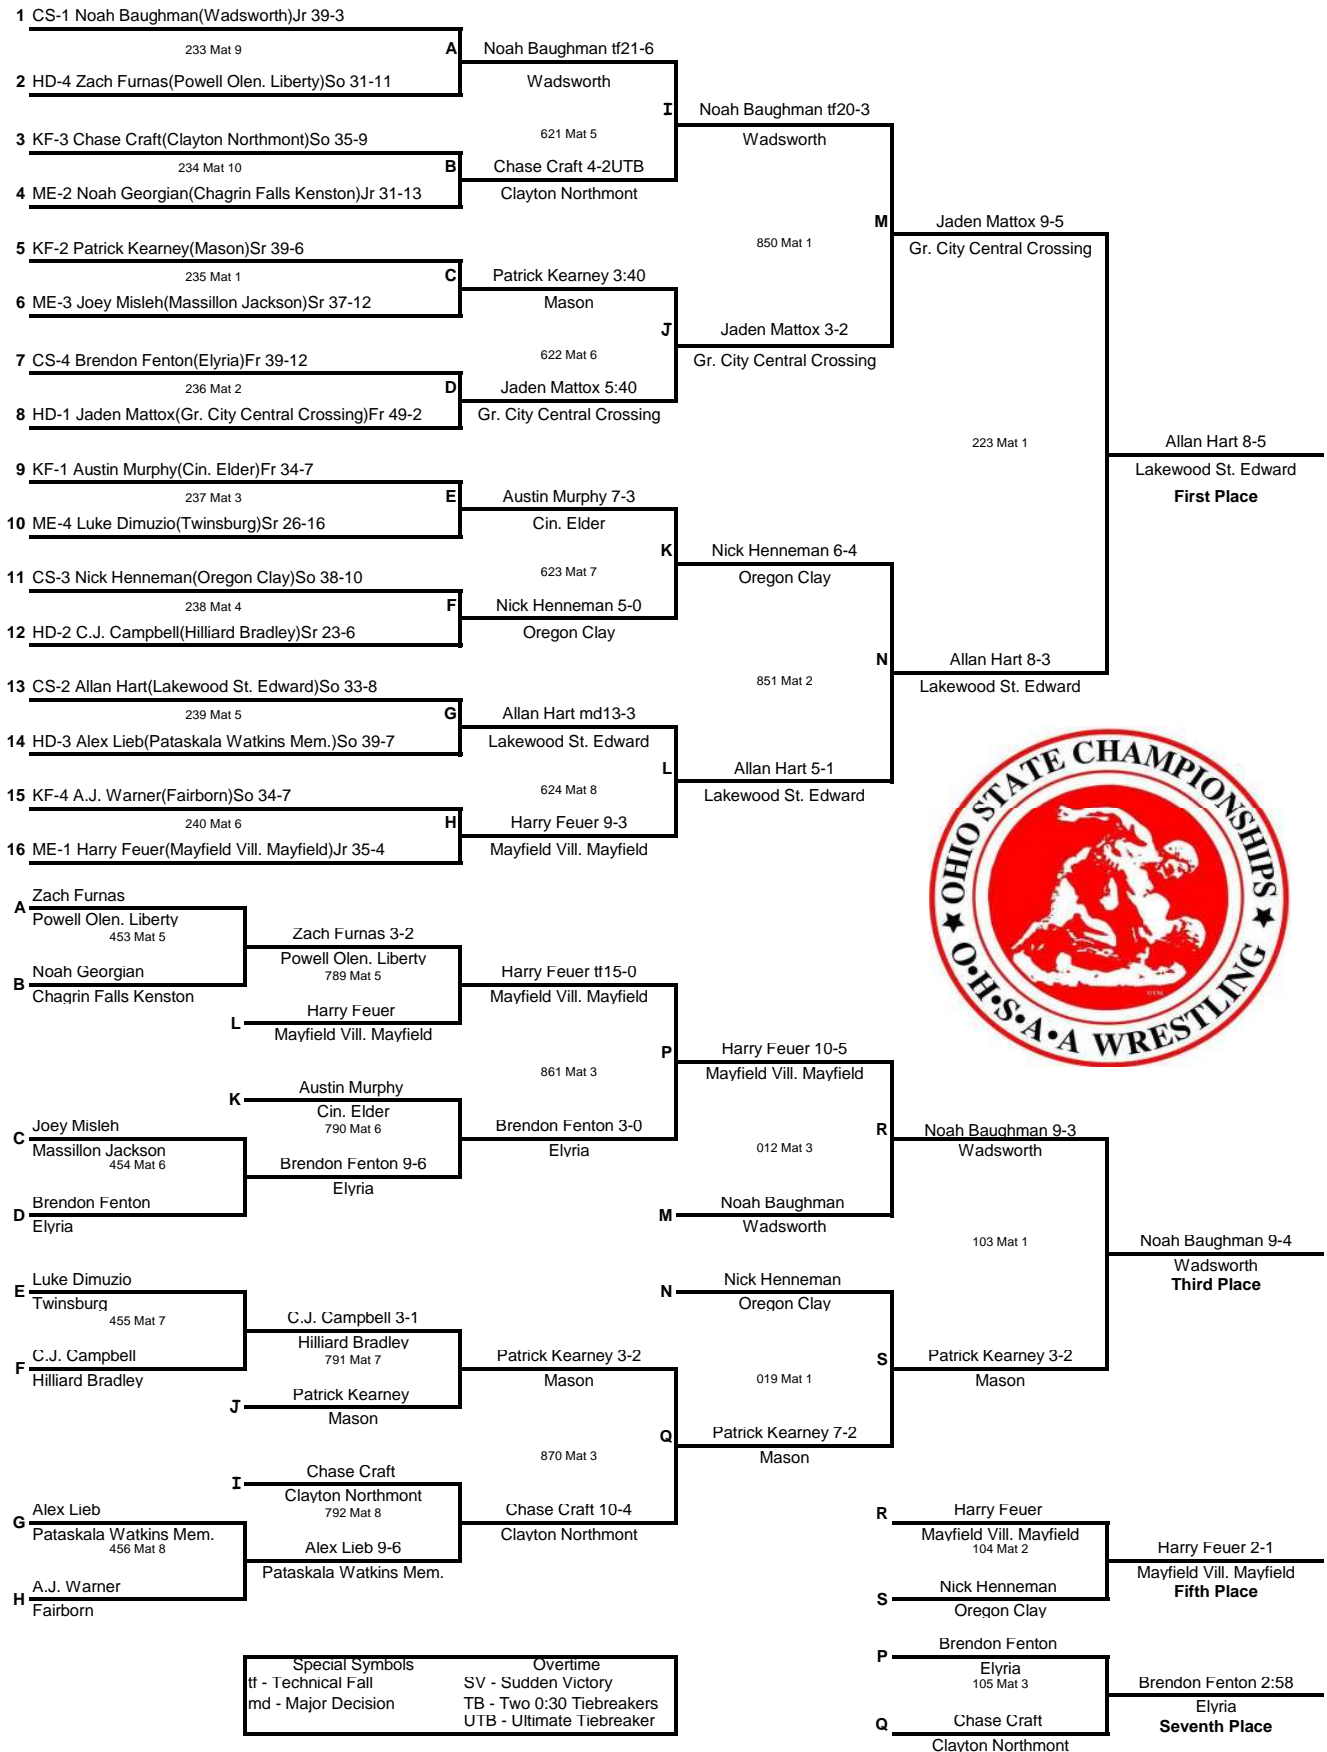 1 CS-1 Noah Baughman(Wadsworth)Jr 39-3
233 Mat 9
A
2 HD-4 Zach Furnas(Powell Olen. Liberty)So 31-11
Noah Baughman tf21-6
Wadsworth
I
621 Mat 5
3 KF-3 Chase Craft(Clayton Northmont)So 35-9
234 Mat 10
B
4 ME-2 Noah Georgian(Chagrin Falls Kenston)Jr 31-13
Chase Craft 4-2UTB
Clayton Northmont
Noah Baughman tf20-3
Wadsworth
M
850 Mat 1
5 KF-2 Patrick Kearney(Mason)Sr 39-6
235 Mat 1
C
6 ME-3 Joey Misleh(Massillon Jackson)Sr 37-12
Patrick Kearney 3:40
Mason
J
622 Mat 6
7 CS-4 Brendon Fenton(Elyria)Fr 39-12
236 Mat 2
D
8 HD-1 Jaden Mattox(Gr. City Central Crossing)Fr 49-2
Jaden Mattox 5:40
Gr. City Central Crossing
Jaden Mattox 3-2
Gr. City Central Crossing
Jaden Mattox 9-5
Gr. City Central Crossing
223 Mat 1
9 KF-1 Austin Murphy(Cin. Elder)Fr 34-7
237 Mat 3
E
10 ME-4 Luke Dimuzio(Twinsburg)Sr 26-16
Austin Murphy 7-3
Cin. Elder
K
623 Mat 7
11 CS-3 Nick Henneman(Oregon Clay)So 38-10
238 Mat 4
F
12 HD-2 C.J. Campbell(Hilliard Bradley)Sr 23-6
Nick Henneman 5-0
Oregon Clay
Nick Henneman 6-4
Oregon Clay
N
851 Mat 2
13 CS-2 Allan Hart(Lakewood St. Edward)So 33-8
239 Mat 5
G
14 HD-3 Alex Lieb(Pataskala Watkins Mem.)So 39-7
Allan Hart md13-3
Lakewood St. Edward
L
624 Mat 8
15 KF-4 A.J. Warner(Fairborn)So 34-7
240 Mat 6
H
16 ME-1 Harry Feuer(Mayfield Vill. Mayfield)Jr 35-4
Harry Feuer 9-3
Mayfield Vill. Mayfield
Allan Hart 5-1
Lakewood St. Edward
Allan Hart 8-3
Lakewood St. Edward
Allan Hart 8-5
Lakewood St. Edward
First Place
★ OHIO STATE CHAMPIONSHIPS ★
O•H•S•A•A WRESTLING
A Zach Furnas
Powell Olen. Liberty
453 Mat 5
B Noah Georgian
Chagrin Falls Kenston
Zach Furnas 3-2
Powell Olen. Liberty
789 Mat 5
L Harry Feuer
Mayfield Vill. Mayfield
Harry Feuer tf15-0
Mayfield Vill. Mayfield
P
861 Mat 3
K Austin Murphy
Cin. Elder
790 Mat 6
C Joey Misleh
Massillon Jackson
454 Mat 6
D Brendon Fenton
Elyria
Brendon Fenton 9-6
Elyria
Brendon Fenton 3-0
Elyria
Harry Feuer 10-5
Mayfield Vill. Mayfield
R
012 Mat 3
M Noah Baughman
Wadsworth
Noah Baughman 9-3
Wadsworth
103 Mat 1
E Luke Dimuzio
Twinsburg
455 Mat 7
F C.J. Campbell
Hilliard Bradley
C.J. Campbell 3-1
Hilliard Bradley
791 Mat 7
J Patrick Kearney
Mason
Patrick Kearney 3-2
Mason
Q
870 Mat 3
I Chase Craft
Clayton Northmont
792 Mat 8
G Alex Lieb
Pataskala Watkins Mem.
456 Mat 8
H A.J. Warner
Fairborn
Alex Lieb 9-6
Pataskala Watkins Mem.
Chase Craft 10-4
Clayton Northmont
N Nick Henneman
Oregon Clay
S
019 Mat 1
Patrick Kearney 7-2
Mason
Patrick Kearney 3-2
Mason
Noah Baughman 9-4
Wadsworth
Third Place
R Harry Feuer
Mayfield Vill. Mayfield
104 Mat 2
S Nick Henneman
Oregon Clay
Harry Feuer 2-1
Mayfield Vill. Mayfield
Fifth Place
P Brendon Fenton
Elyria
105 Mat 3
Q Chase Craft
Clayton Northmont
Brendon Fenton 2:58
Elyria
Seventh Place
Special Symbols Overtime
tf - Technical Fall SV - Sudden Victory
md - Major Decision TB - Two 0:30 Tiebreakers
UTB - Ultimate Tiebreaker